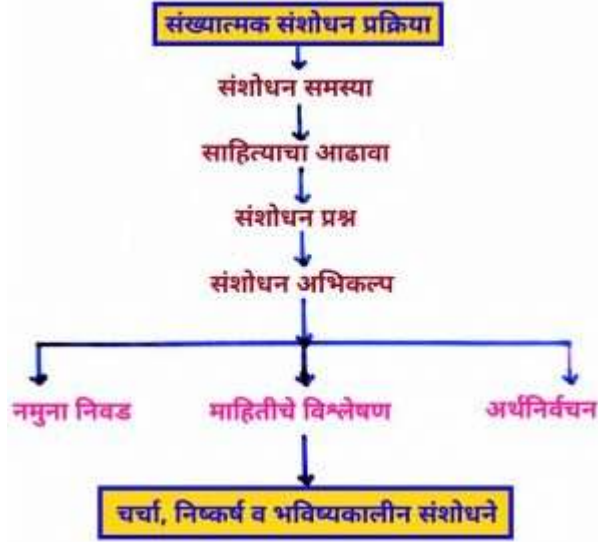 संख्यात्मक संशोधन प्रक्रिया
संशोधन समस्या
साहित्याचा आढावा
संशोधन प्रश्न
संशोधन अभिकल्प
नमुना निवड
माहितीचे विश्लेषण
अर्थनिर्वचन
चर्चा, निष्कर्ष व भविष्यकालीन संशोधने